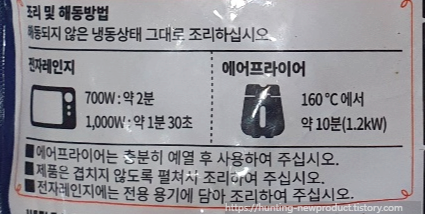 조리 및 해동방법
해동되지 않은 냉동상태 그대로 조리하십시오.
전자레인지
700W : 약 2분
1,000W : 약 1분 30초
에어프라이어
160 ℃ 에서
약 10분(1.2kW)
■에어프라이어는 충분히 예열 후 사용하여 주십시오.
■제품은 겹치지 않도록 펼쳐서 조리하여 주십시오.
■전자레인지에는 전용 용기에 담아 조리하여 주십시오.
https://hunting-newproduct.tistory.com